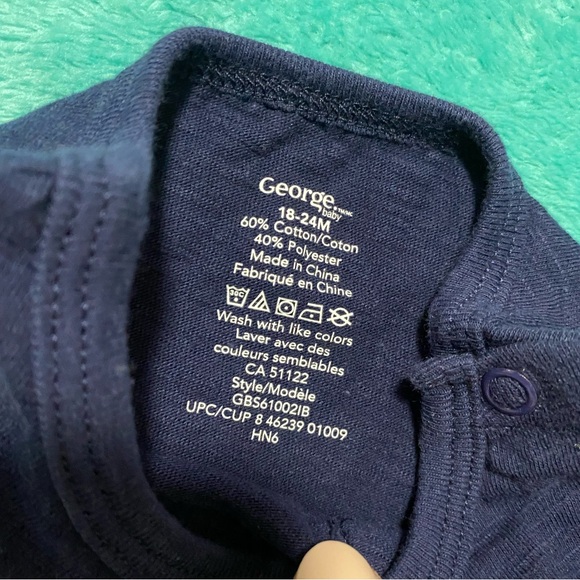 George.
baby
18-24M
60% Cotton/Coton
40% Polyester
Made in China
Fabriqué en Chine
30C
Wash with like colors
Laver avec des
couleurs semblables
CA 51122
Style/Modèle
GBS61002IB
UPC/CUP 8 46239 01009
HN6